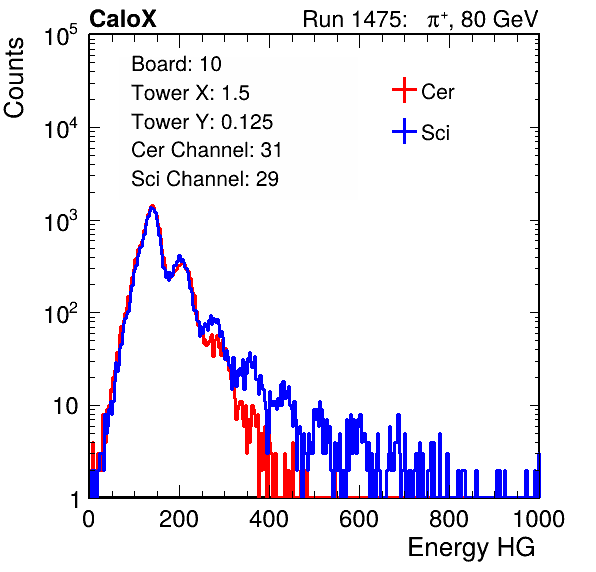 CaloX Run 1475: π⁺, 80 GeV
Counts
10⁵
10⁴
10³
10²
10
1
Board: 10
Tower X: 1.5
Tower Y: 0.125
Cer Channel: 31
Sci Channel: 29
Cer
Sci
0 200 400 600 800 1000
Energy HG